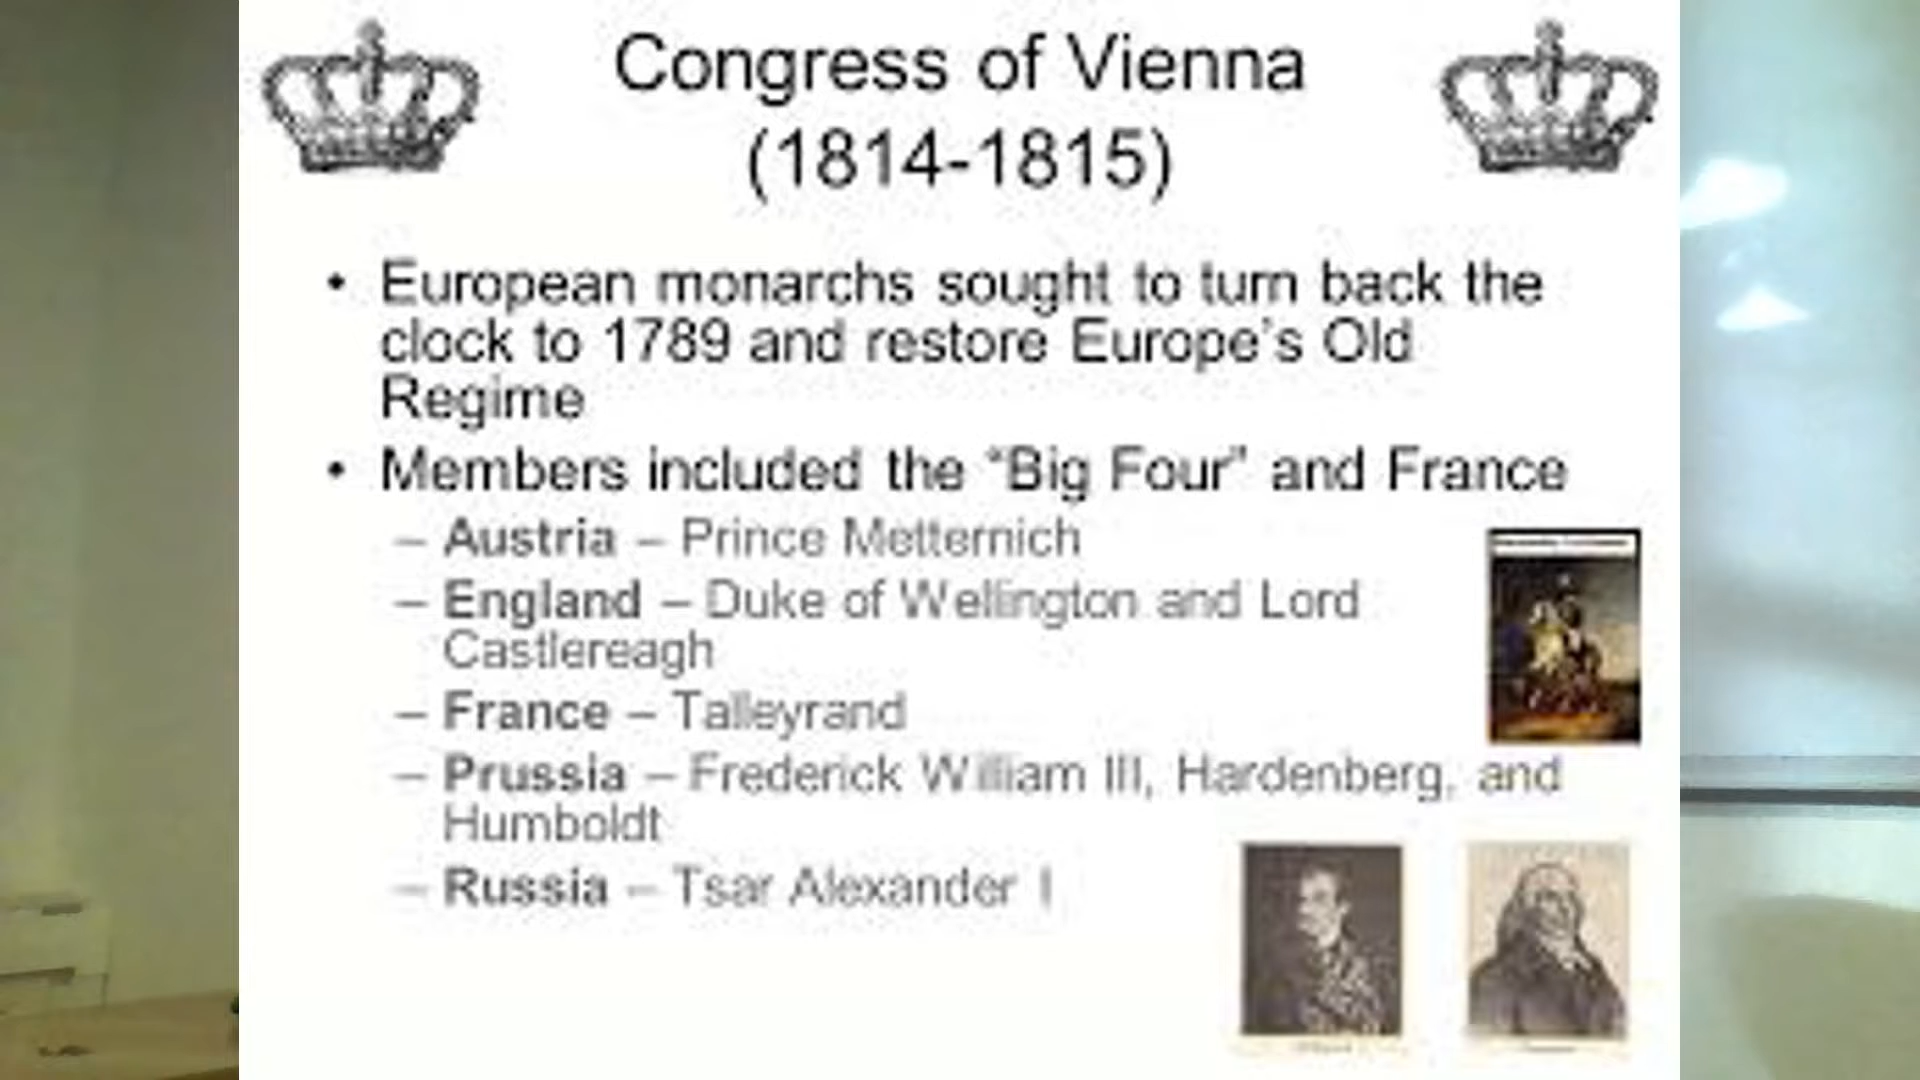 Congress of Vienna
(1814-1815)
• European monarchs sought to turn back the
clock to 1789 and restore Europe's Old
Regime
• Members included the "Big Four" and France
– Austria – Prince Metternich
– England – Duke of Wellington and Lord
Castlereagh
– France – Talleyrand
– Prussia – Frederick William III, Hardenberg, and
Humboldt
– Russia – Tsar Alexander I